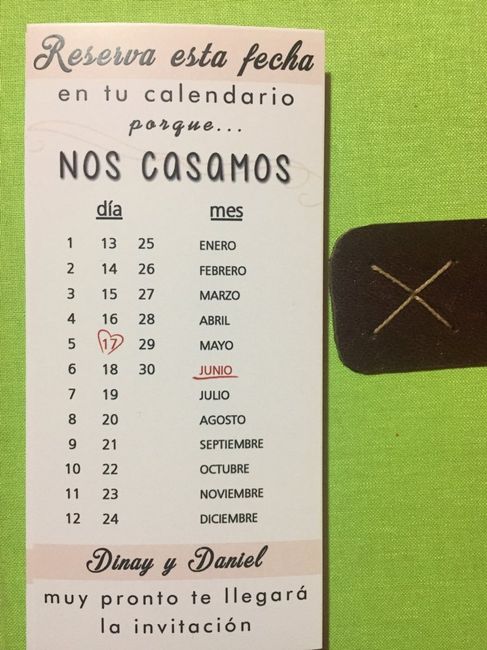 Reserva esta fecha
en tu calendario
porque...
NOS CASAMOS
día mes
1 13 25 ENERO
2 14 26 FEBRERO
3 15 27 MARZO
4 16 28 ABRIL
5 17 29 MAYO
6 18 30 JUNIO
7 19 JULIO
8 20 AGOSTO
9 21 SEPTIEMBRE
10 22 OCTUBRE
11 23 NOVIEMBRE
12 24 DICIEMBRE
Dinay y Daniel
muy pronto te llegará
la invitación